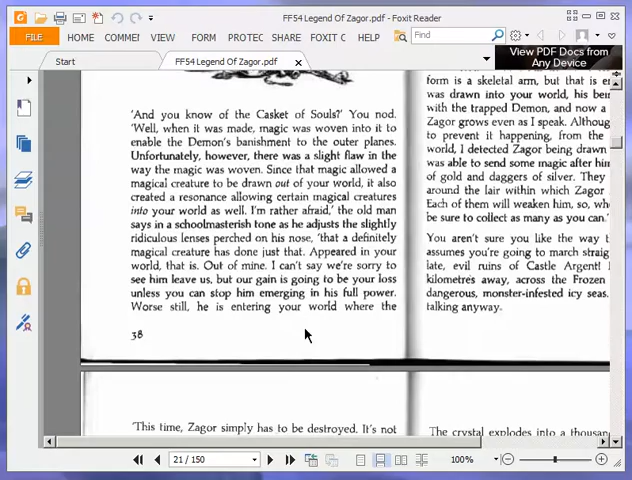 FF54 Legend Of Zagor.pdf - Foxit Reader
FILE HOME COMMEI VIEW FORM PROTEC SHARE FOXIT C HELP Find
View PDF Docs from
Any Device
Start FF54 Legend Of Zagor.pdf
'And you know of the Casket of Souls?' You nod.
'Well, when it was made, magic was woven into it to
enable the Demon's banishment to the outer planes.
Unfortunately, however, there was a slight flaw in the
way the magic was woven. Since that magic allowed a
magical creature to be drawn out of your world, it also
created a resonance allowing certain magical creatures
into your world as well. I'm rather afraid,' the old man
says in a schoolmasterish tone as he adjusts the slightly
ridiculous lenses perched on his nose, 'that a definitely
magical creature has done just that. Appeared in your
world, that is. Out of mine. I can't say we're sorry to
see him leave us, but our gain is going to be your loss
unless you can stop him emerging in his full power.
Worse still, he is entering your world where the
38
form is a skeletal arm, but that is
was drawn into your world, his
with the trapped Demon, and now a
Zagor grows even as I speak.
to prevent it happening, from the
world, I detected Zagor being drawn
was able to send some magic after him
of gold and daggers of silver. They
around the lair within which Zagor
Each of them will weaken him, so,
be sure to collect as many as you can.'
You aren't sure you like the way
assumes you're going to march straight
late, evil ruins of Castle Argent!
kilometres away, across the Frozen
dangerous, monster-infested icy seas.
talking anyway.
'This time, Zagor simply has to be destroyed. It's not
The crystal explodes into a
21 / 150
100%